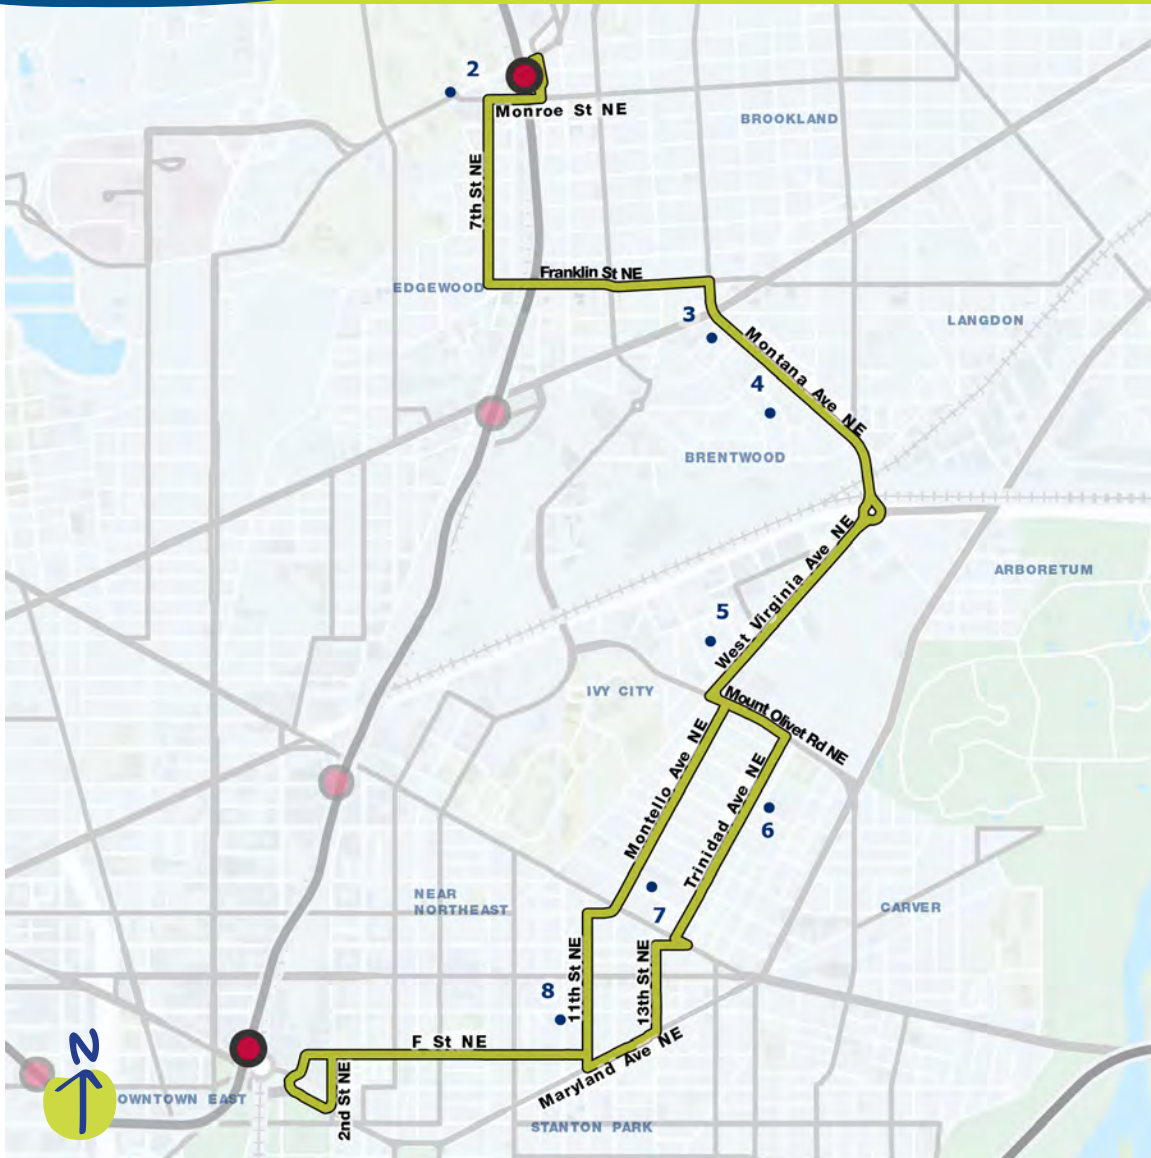 2
Monroe St NE
BROOKLAND
7th St NE
Franklin St NE
EDGEWOOD
3
LANGDON
Montana Ave NE
4
BRENTWOOD
West Virginia Ave NE
ARBORETUM
5
IVY CITY
Mount Olivet Rd NE
Montello Ave NE
Trinidad Ave NE
6
NEAR
NORTHEAST
7
CARVER
11th St NE
13th St NE
8
F St NE
Maryland Ave NE
N
OWNTOWN EAST
2nd St NE
STANTON PARK